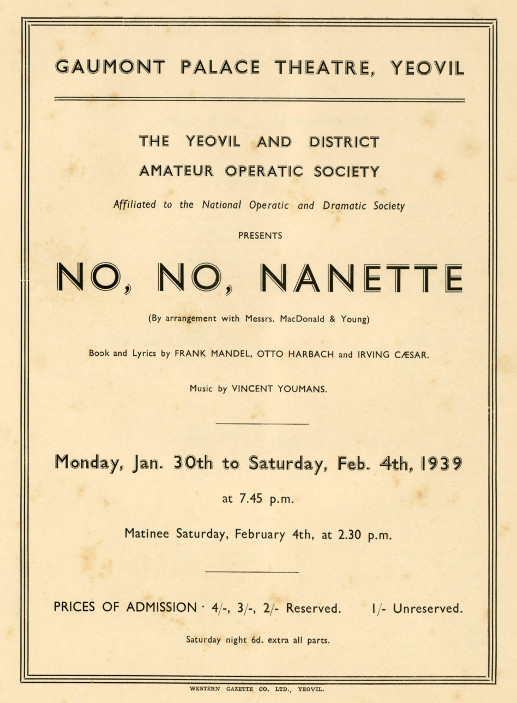 GAUMONT PALACE THEATRE, YEOVIL
THE YEOVIL AND DISTRICT
AMATEUR OPERATIC SOCIETY
Affiliated to the National Operatic and Dramatic Society
PRESENTS
NO, NO, NANETTE
(By arrangement with Messrs. MacDonald & Young)
Book and Lyrics by FRANK MANDEL, OTTO HARBACH and IRVING CÆSAR.
Music by VINCENT YOUMANS.
Monday, Jan. 30th to Saturday, Feb. 4th, 1939
at 7.45 p.m.
Matinee Saturday, February 4th, at 2.30 p.m.
PRICES OF ADMISSION · 4/-, 3/-, 2/- Reserved. 1/- Unreserved.
Saturday night 6d. extra all parts.
WESTERN GAZETTE CO. LTD., YEOVIL.